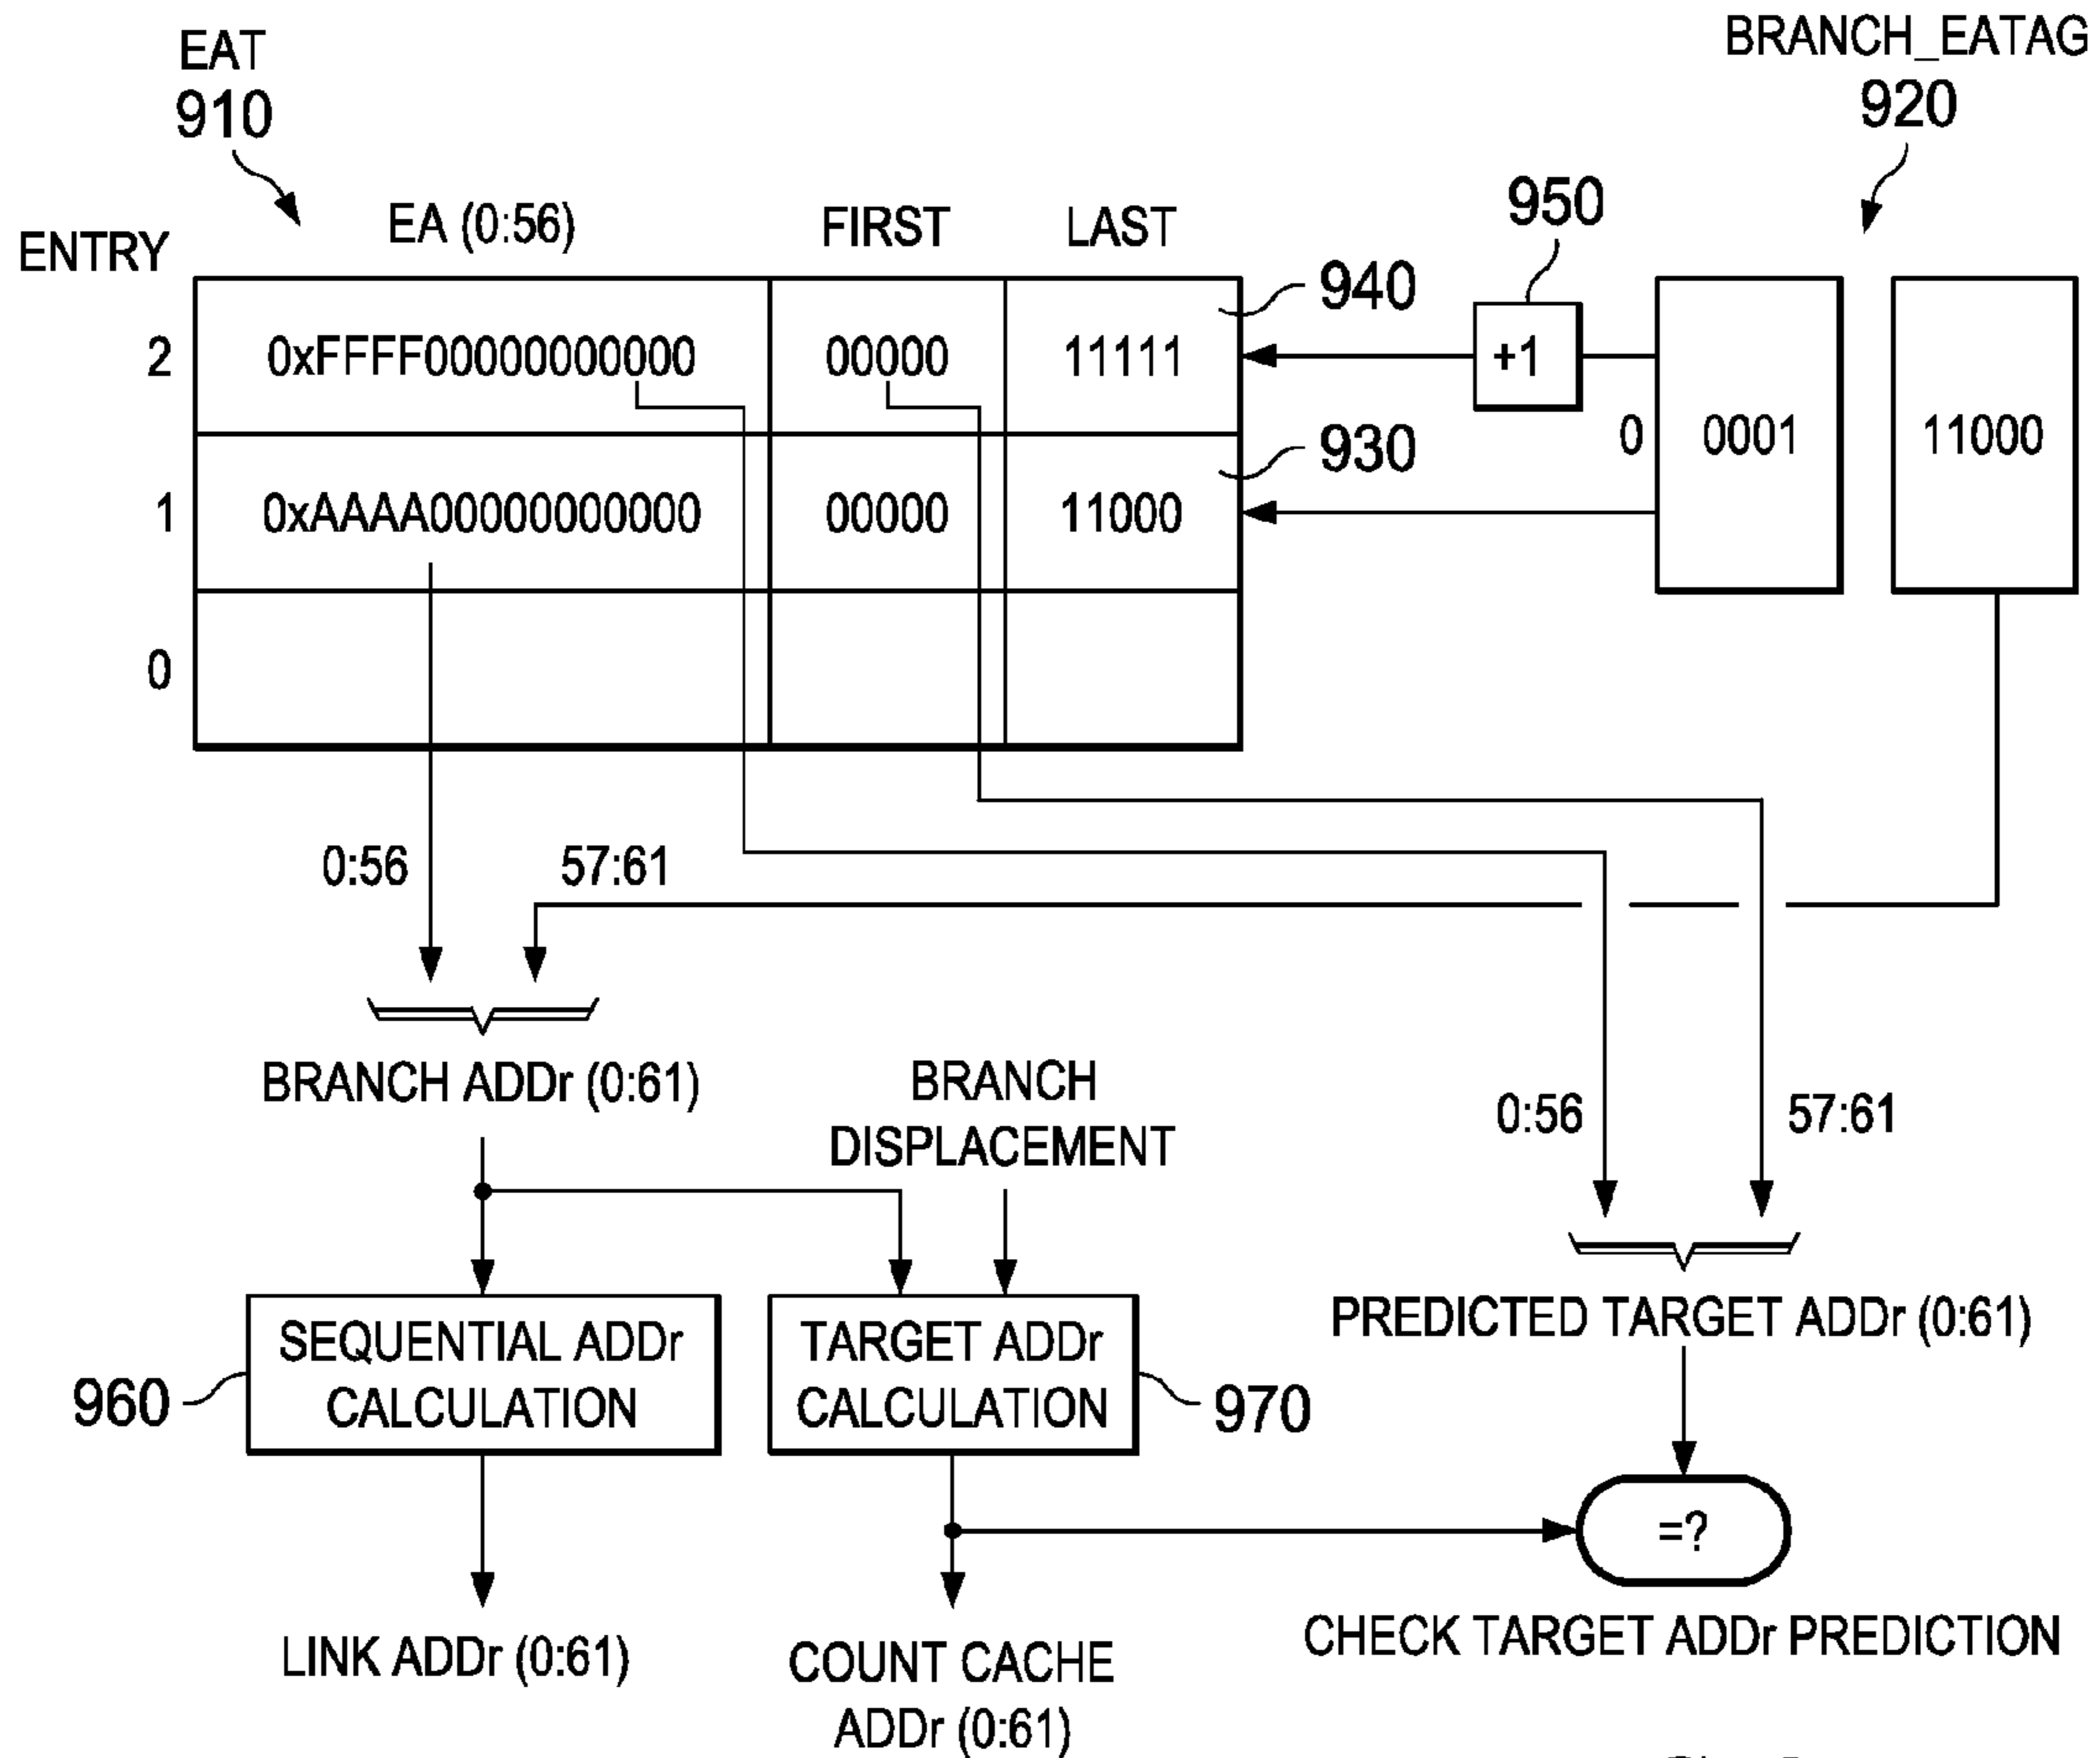 EAT
910
BRANCH_EATAG
920
950
ENTRY
EA (0:56)
FIRST
LAST
940
2
0xFFFF00000000000
00000
11111
+1
930
0
0001
11000
1
0xAAAA00000000000
00000
11000
0
0:56
57:61
BRANCH ADDr (0:61)
BRANCH
DISPLACEMENT
0:56
57:61
SEQUENTIAL ADDr
CALCULATION
960
TARGET ADDr
CALCULATION
970
PREDICTED TARGET ADDr (0:61)
=?
LINK ADDr (0:61)
COUNT CACHE
ADDr (0:61)
CHECK TARGET ADDr PREDICTION